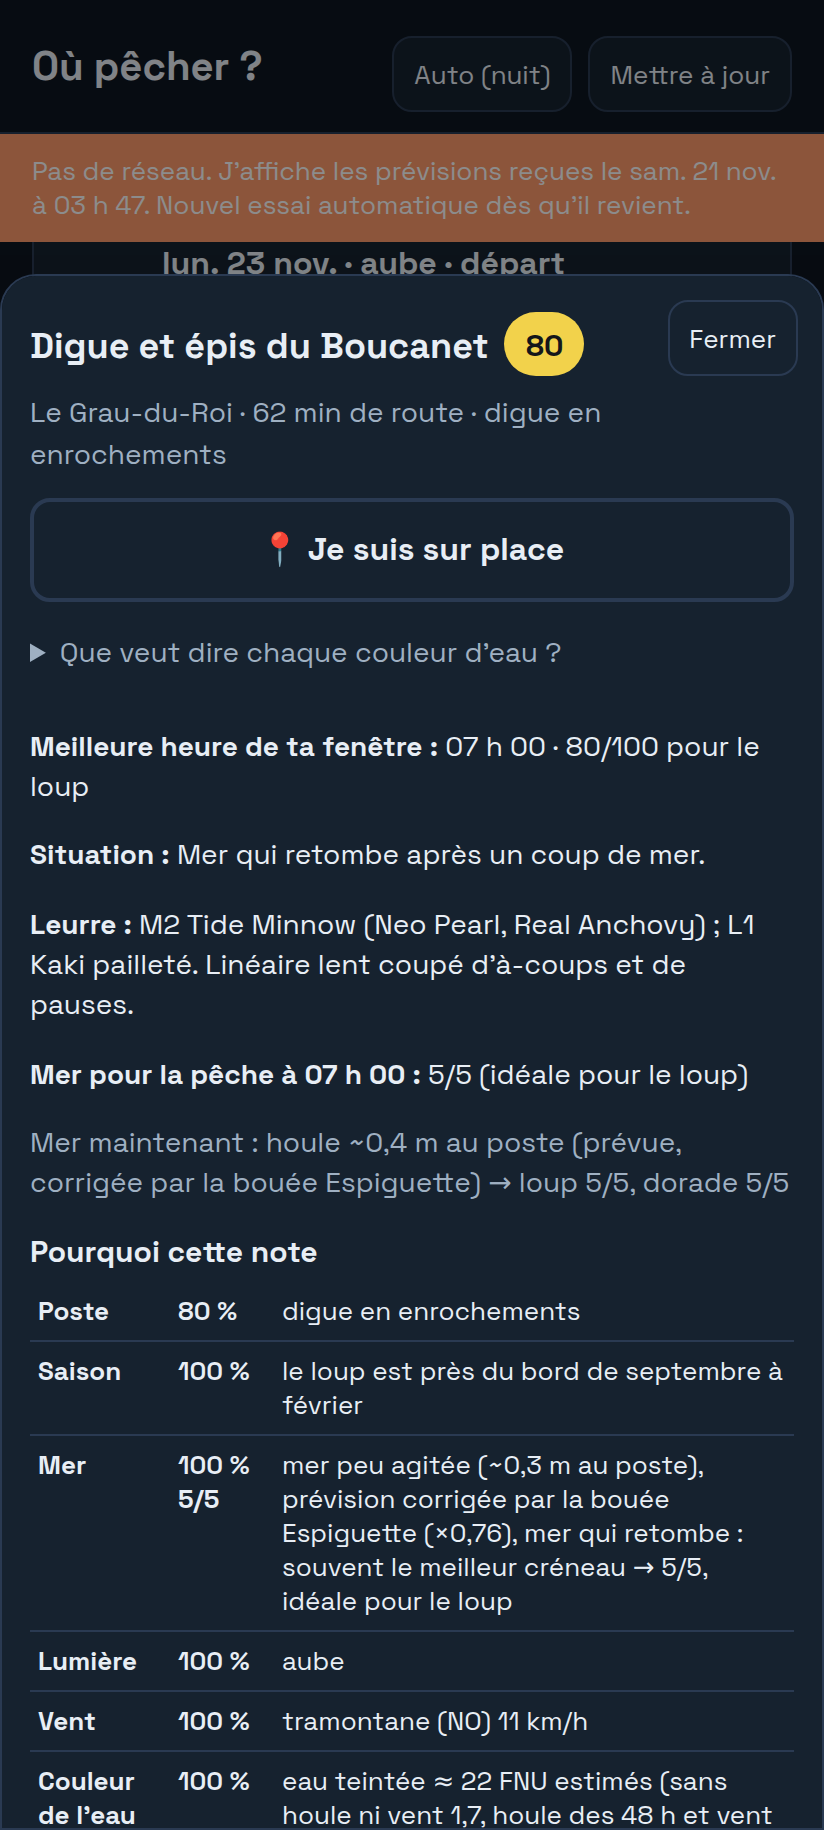 Où pêcher ?
Auto (nuit)
Mettre à jour
Pas de réseau. J’affiche les prévisions reçues le sam. 21 nov.
à 03 h 47. Nouvel essai automatique dès qu’il revient.
lun. 23 nov. · aube · départ
Digue et épis du Boucanet 80
Fermer
Le Grau-du-Roi · 62 min de route · digue en
enrochements
📍 Je suis sur place
▶ Que veut dire chaque couleur d’eau ?
Meilleure heure de ta fenêtre : 07 h 00 · 80/100 pour le
loup
Situation : Mer qui retombe après un coup de mer.
Leurre : M2 Tide Minnow (Neo Pearl, Real Anchovy) ; L1
Kaki pailleté. Linéaire lent coupé d’à-coups et de
pauses.
Mer pour la pêche à 07 h 00 : 5/5 (idéale pour le loup)
Mer maintenant : houle ~0,4 m au poste (prévue,
corrigée par la bouée Espiguette) → loup 5/5, dorade 5/5
Pourquoi cette note
Poste 80 % digue en enrochements
Saison 100 % le loup est près du bord de septembre à
février
Mer 100 % mer peu agitée (~0,3 m au poste),
5/5 prévision corrigée par la bouée
Espiguette (×0,76), mer qui retombe :
souvent le meilleur créneau → 5/5,
idéale pour le loup
Lumière 100 % aube
Vent 100 % tramontane (NO) 11 km/h
Couleur 100 % eau teintée ≈ 22 FNU estimés (sans
de l’eau houle ni vent 1,7, houle des 48 h et vent